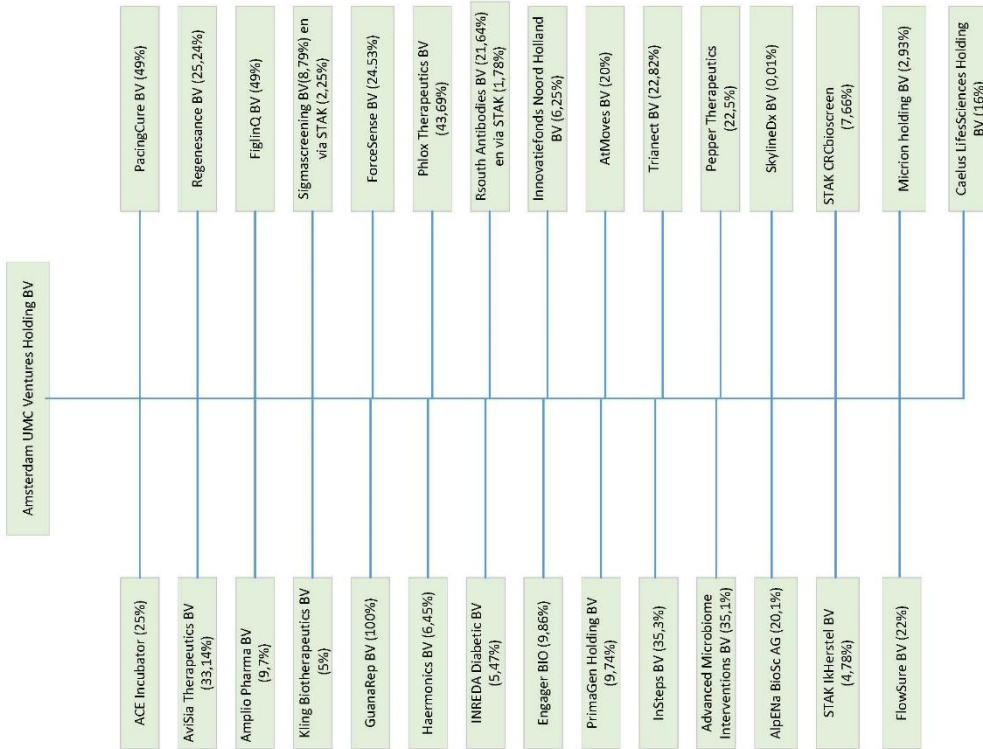 Amsterdam UMC Ventures Holding BV
ACE Incubator (25%)
PacingCure BV (49%)
AviSia Therapeutics BV
(33,14%)
Regenesance BV (25,24%)
Amplio Pharma BV
(9,7%)
FiglinQ BV (49%)
Kling Biotherapeutics BV
(5%)
Sigmascreening BV(8,79%) en
via STAK (2,25%)
GuanaRep BV (100%)
ForceSense BV (24.53%)
Haermonics BV (6,45%)
Phlox Therapeutics BV
(43,69%)
INREDA Diabetic BV
(5,47%)
Rsouth Antibodies BV (21,64%)
en via STAK (1,78%)
Engager BIO (9,86%)
Innovatiefonds Noord Holland
BV (6,25%)
PrimaGen Holding BV
(9,74%)
AtMoves BV (20%)
InSteps BV (35,3%)
Trianect BV (22,82%)
Advanced Microbiome
Interventions BV (35,1%)
Pepper Therapeutics
(22,5%)
AlpENa BioSc AG (20,1%)
SkylineDx BV (0,01%)
STAK IkHerstel BV
(4,78%)
STAK CRCbioscreen
(7,66%)
FlowSure BV (22%)
Micrion holding BV (2,93%)
Caelus LifesSciences Holding
BV (16%)